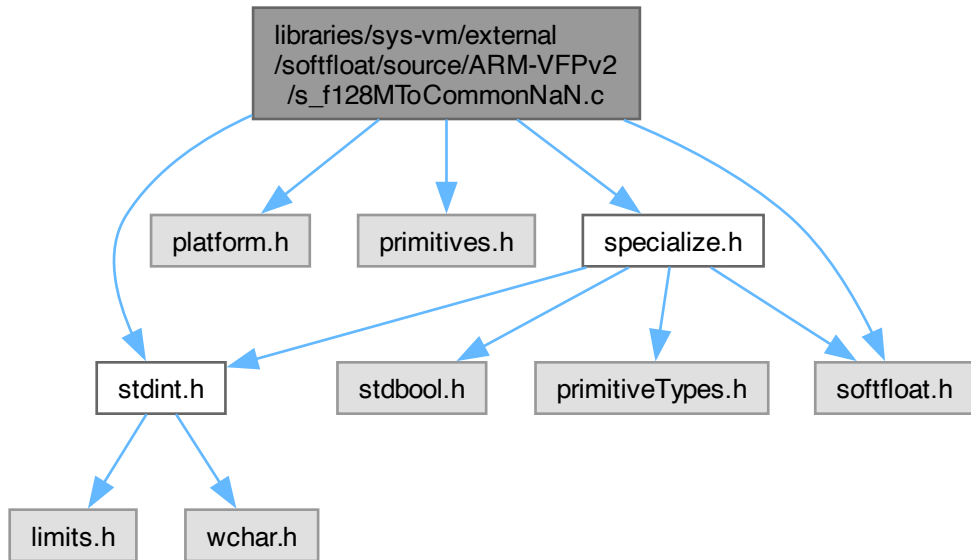 libraries/sys-vm/external
/softfloat/source/ARM-VFPv2
/s_f128MToCommonNaN.c
platform.h
primitives.h
specialize.h
stdint.h
stdbool.h
primitiveTypes.h
softfloat.h
limits.h
wchar.h